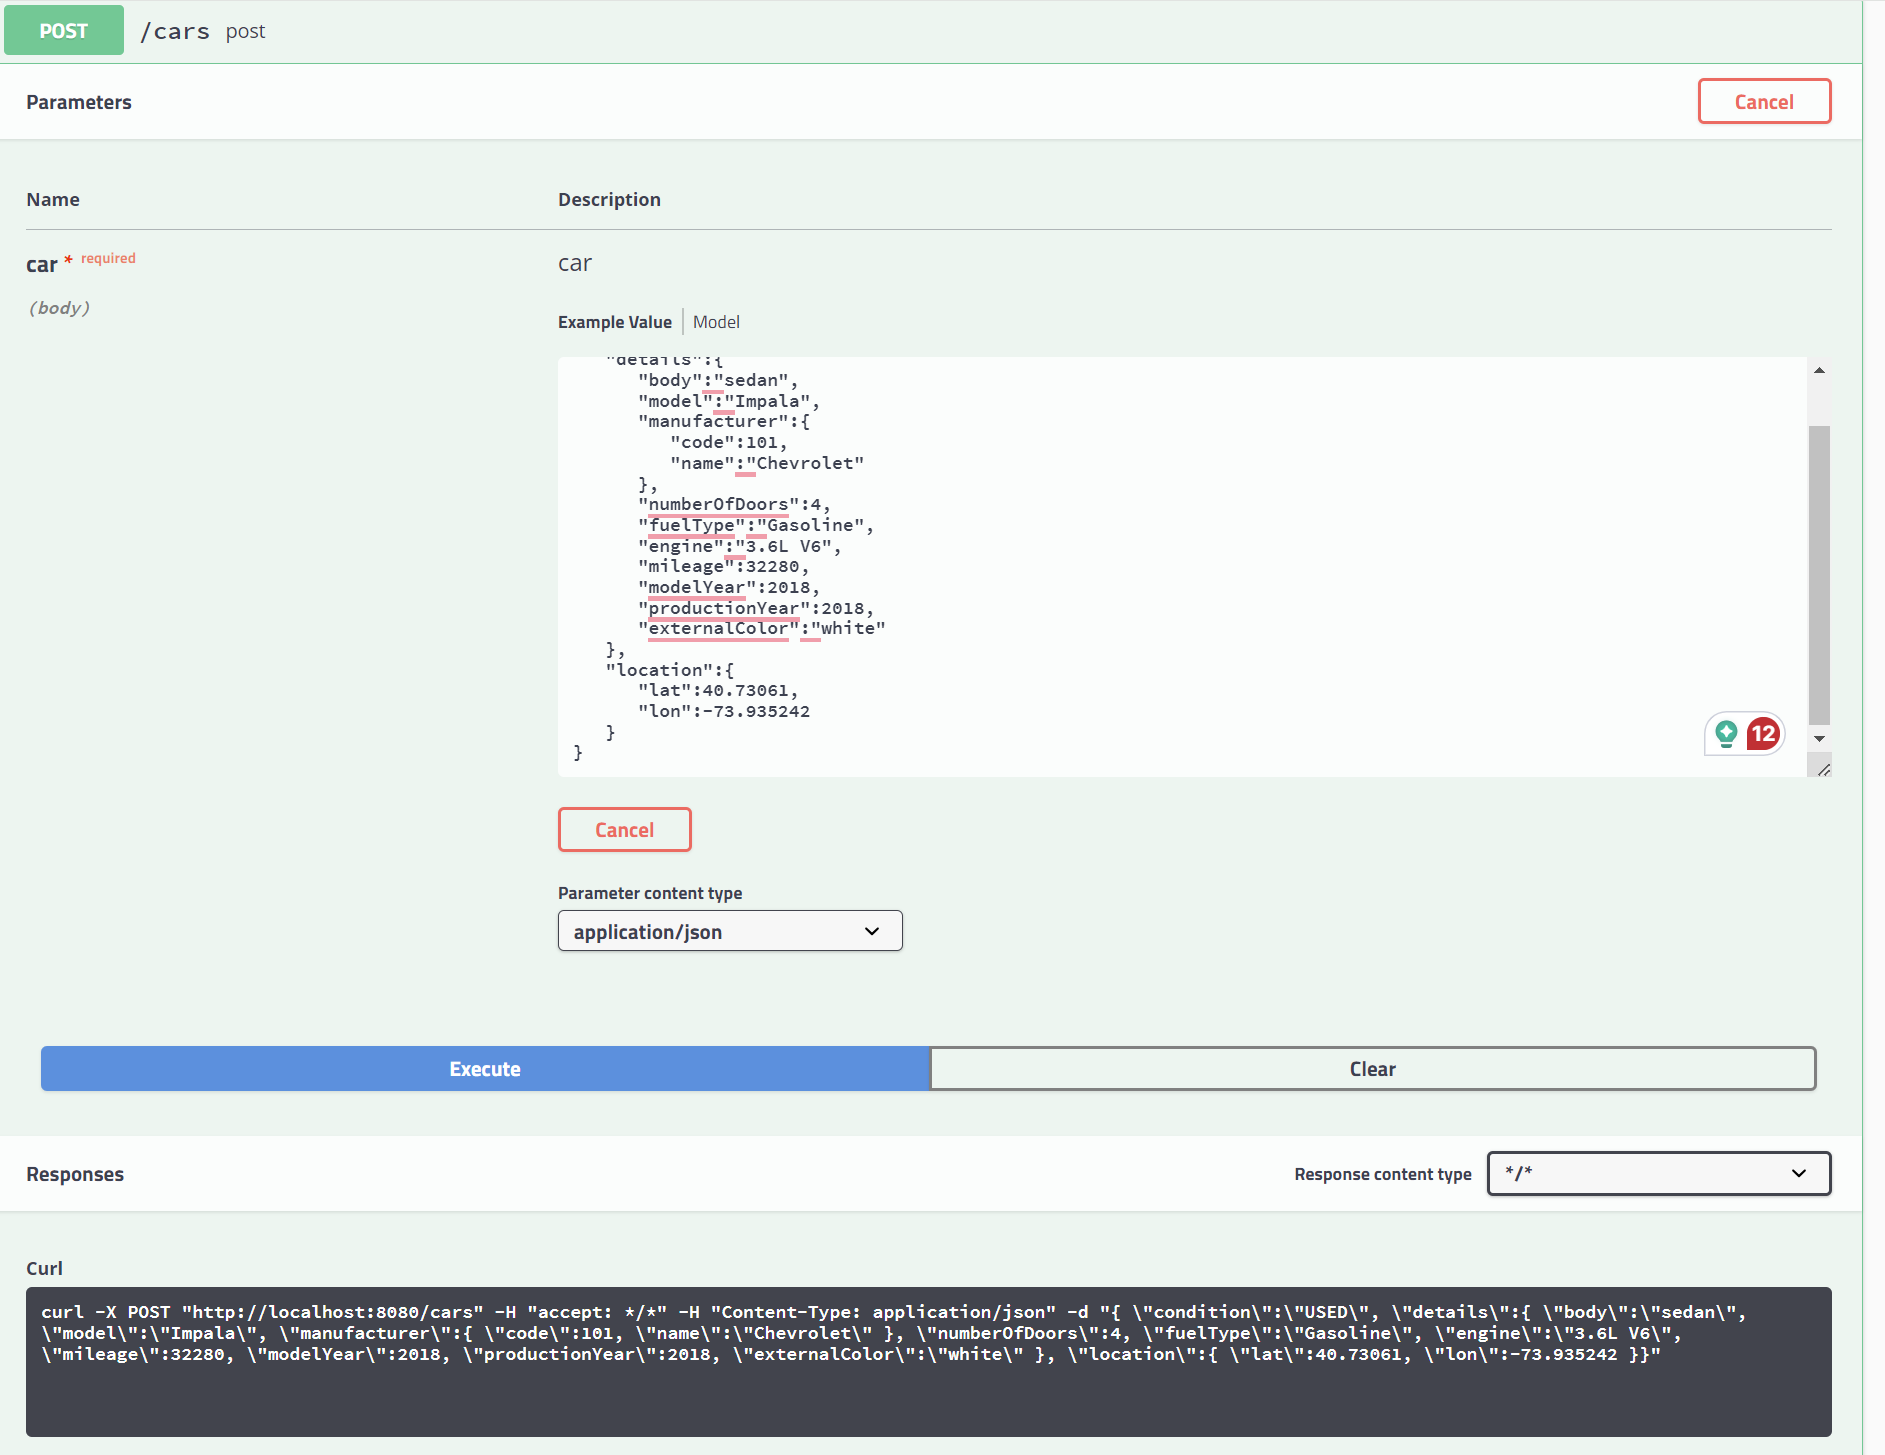 POST /cars post
Parameters
Cancel
Name Description
car * required
car
(body)
Example Value Model
"details":{
"body":"sedan",
"model":"Impala",
"manufacturer":{
"code":101,
"name":"Chevrolet"
},
"numberOfDoors":4,
"fuelType":"Gasoline",
"engine":"3.6L V6",
"mileage":32280,
"modelYear":2018,
"productionYear":2018,
"externalColor":"white"
},
"location":{
"lat":40.73061,
"lon":-73.935242
}
}
12
Cancel
Parameter content type
application/json
Execute Clear
Responses Response content type */*
Curl
curl -X POST "http://localhost:8080/cars" -H "accept: */*" -H "Content-Type: application/json" -d "{ \"condition\":\"USED\", \"details\":{ \"body\":\"sedan\",
\"model\":\"Impala\", \"manufacturer\":{ \"code\":101, \"name\":\"Chevrolet\" }, \"numberOfDoors\":4, \"fuelType\":\"Gasoline\", \"engine\":\"3.6L V6\",
\"mileage\":32280, \"modelYear\":2018, \"productionYear\":2018, \"externalColor\":\"white\" }, \"location\":{ \"lat\":40.73061, \"lon\":-73.935242 }}"